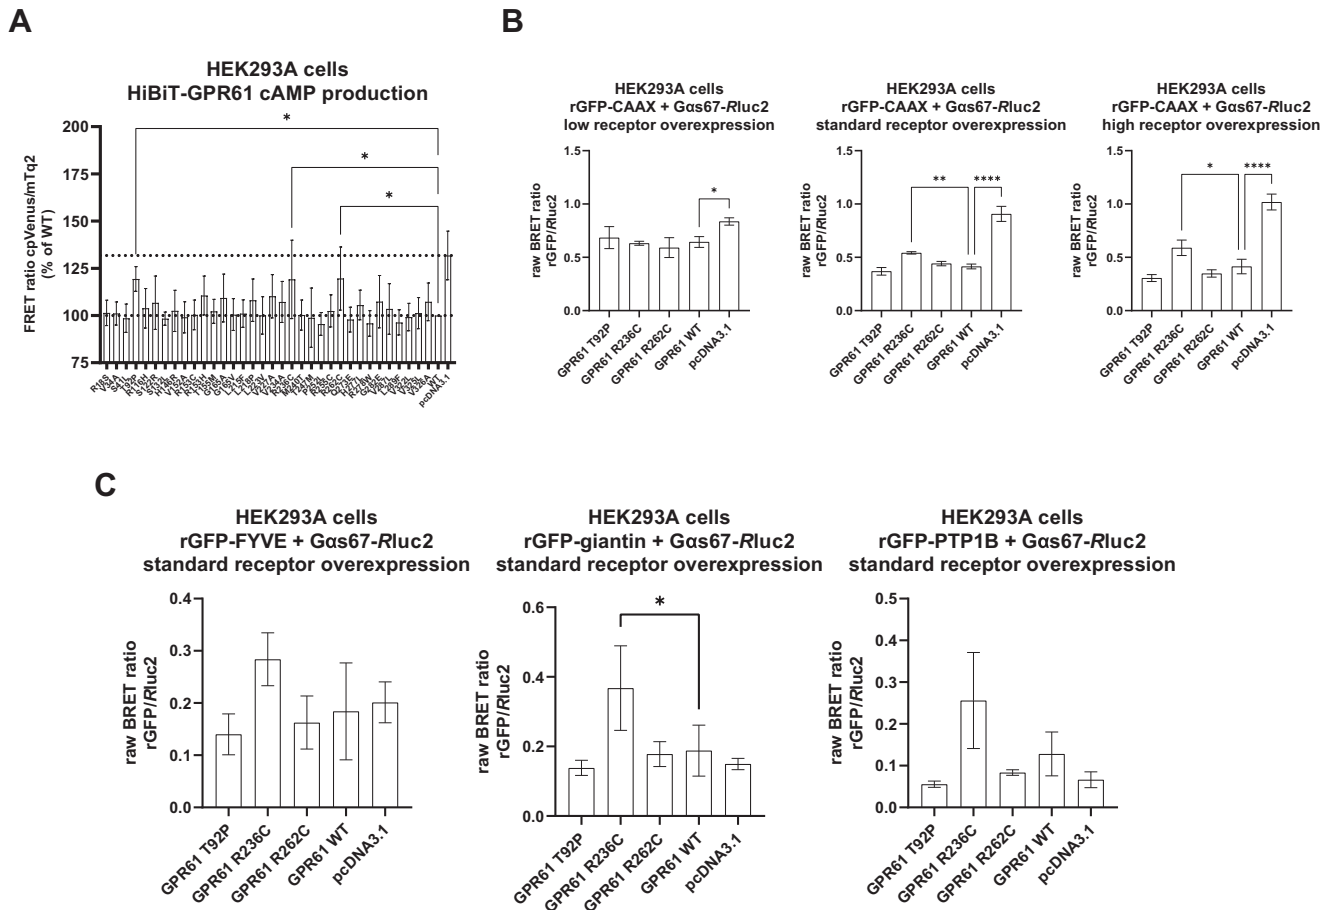 A
HEK293A cells
HiBiT-GPR61 cAMP production
FRET ratio cpVenus/mTq2
(% of WT)
200
175
150
125
100
75
*
*
*
R18S
V34A
S41L
T92P
R116H
WT
pcDNA3.1
B
HEK293A cells
rGFP-CAAX + Gαs67-Rluc2
low receptor overexpression
raw BRET ratio
rGFP/Rluc2
1.5
1.0
0.5
0.0
*
GPR61 T92P
GPR61 R236C
GPR61 R262C
GPR61 WT
pcDNA3.1
HEK293A cells
rGFP-CAAX + Gαs67-Rluc2
standard receptor overexpression
raw BRET ratio
rGFP/Rluc2
1.5
1.0
0.5
0.0
** ****
GPR61 T92P
GPR61 R236C
GPR61 R262C
GPR61 WT
pcDNA3.1
HEK293A cells
rGFP-CAAX + Gαs67-Rluc2
high receptor overexpression
raw BRET ratio
rGFP/Rluc2
1.5
1.0
0.5
0.0
* ****
GPR61 T92P
GPR61 R236C
GPR61 R262C
GPR61 WT
pcDNA3.1
C
HEK293A cells
rGFP-FYVE + Gαs67-Rluc2
standard receptor overexpression
raw BRET ratio
rGFP/Rluc2
0.4
0.3
0.2
0.1
0.0
GPR61 T92P
GPR61 R236C
GPR61 R262C
GPR61 WT
pcDNA3.1
HEK293A cells
rGFP-giantin + Gαs67-Rluc2
standard receptor overexpression
raw BRET ratio
rGFP/Rluc2
0.6
0.4
0.2
0.0
*
GPR61 T92P
GPR61 R236C
GPR61 R262C
GPR61 WT
pcDNA3.1
HEK293A cells
rGFP-PTP1B + Gαs67-Rluc2
standard receptor overexpression
raw BRET ratio
rGFP/Rluc2
0.5
0.4
0.3
0.2
0.1
0.0
GPR61 T92P
GPR61 R236C
GPR61 R262C
GPR61 WT
pcDNA3.1